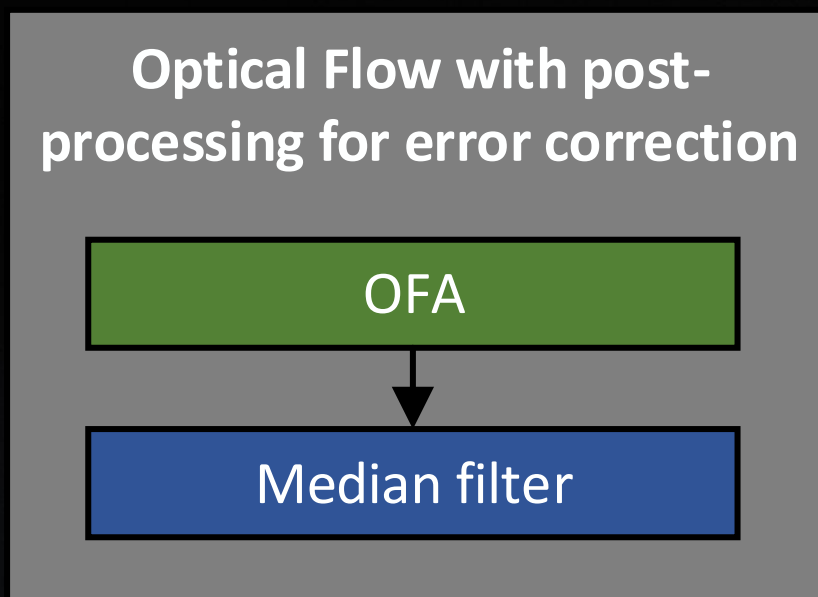 Optical Flow with post-
processing for error correction
OFA
Median filter